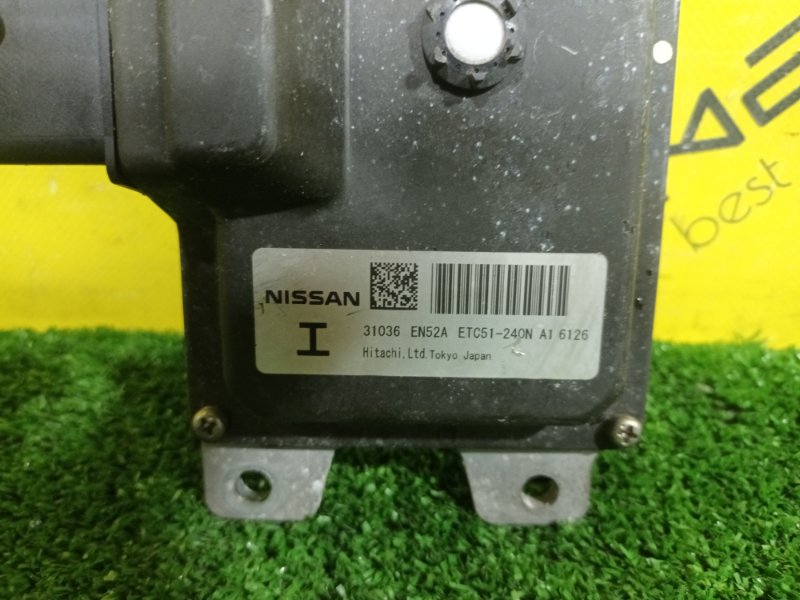 NISSAN
I
31036 EN52A ETC51-240N A1 6126
Hitachi,Ltd.Tokyo Japan
best